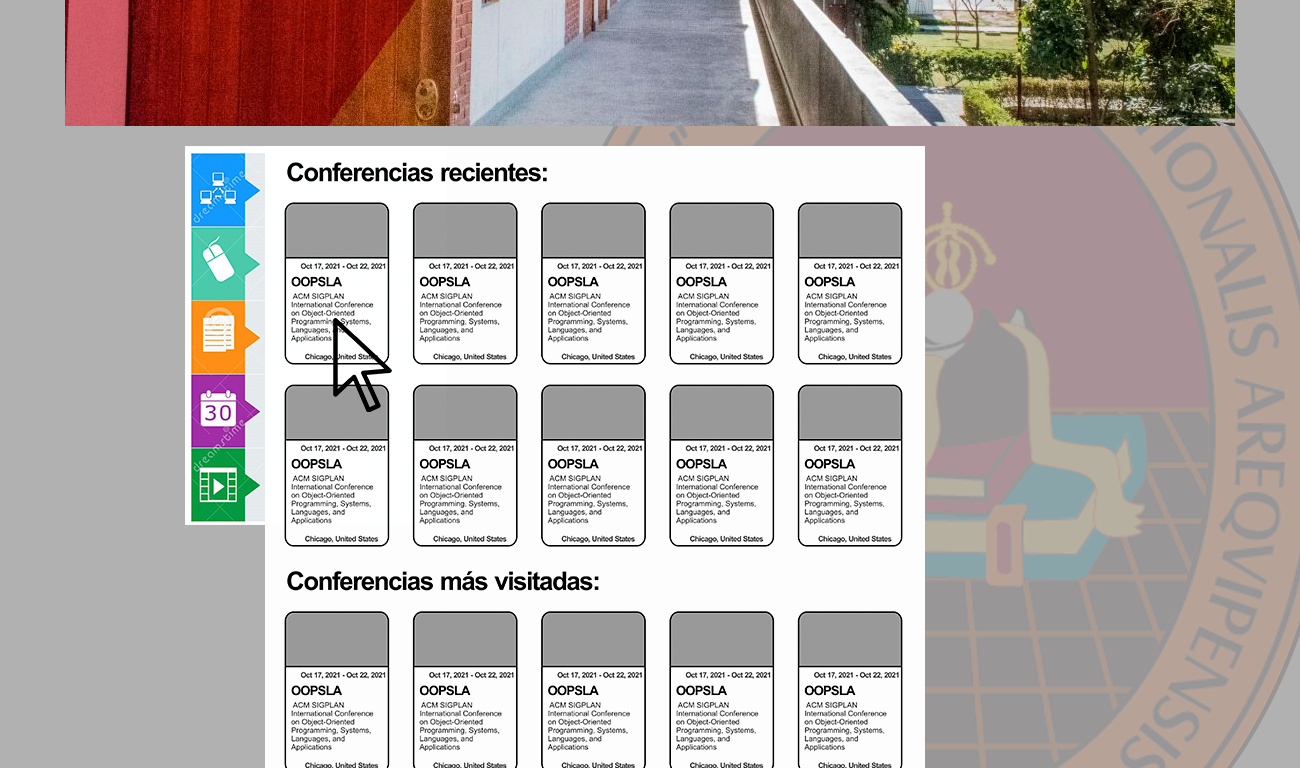 Conferencias recientes:
Oct 17, 2021 - Oct 22, 2021
OOPSLA
ACM SIGPLAN
International Conference
on Object-Oriented
Programming, Systems,
Languages, and
Applications
Chicago, United States
Oct 17, 2021 - Oct 22, 2021
OOPSLA
ACM SIGPLAN
International Conference
on Object-Oriented
Programming, Systems,
Languages, and
Applications
Chicago, United States
Oct 17, 2021 - Oct 22, 2021
OOPSLA
ACM SIGPLAN
International Conference
on Object-Oriented
Programming, Systems,
Languages, and
Applications
Chicago, United States
Oct 17, 2021 - Oct 22, 2021
OOPSLA
ACM SIGPLAN
International Conference
on Object-Oriented
Programming, Systems,
Languages, and
Applications
Chicago, United States
Oct 17, 2021 - Oct 22, 2021
OOPSLA
ACM SIGPLAN
International Conference
on Object-Oriented
Programming, Systems,
Languages, and
Applications
Chicago, United States
Oct 17, 2021 - Oct 22, 2021
OOPSLA
ACM SIGPLAN
International Conference
on Object-Oriented
Programming, Systems,
Languages, and
Applications
Chicago, United States
Oct 17, 2021 - Oct 22, 2021
OOPSLA
ACM SIGPLAN
International Conference
on Object-Oriented
Programming, Systems,
Languages, and
Applications
Chicago, United States
Oct 17, 2021 - Oct 22, 2021
OOPSLA
ACM SIGPLAN
International Conference
on Object-Oriented
Programming, Systems,
Languages, and
Applications
Chicago, United States
Oct 17, 2021 - Oct 22, 2021
OOPSLA
ACM SIGPLAN
International Conference
on Object-Oriented
Programming, Systems,
Languages, and
Applications
Chicago, United States
Oct 17, 2021 - Oct 22, 2021
OOPSLA
ACM SIGPLAN
International Conference
on Object-Oriented
Programming, Systems,
Languages, and
Applications
Chicago, United States
Conferencias más visitadas:
Oct 17, 2021 - Oct 22, 2021
OOPSLA
ACM SIGPLAN
International Conference
on Object-Oriented
Programming, Systems,
Languages, and
Applications
Chicago, United States
Oct 17, 2021 - Oct 22, 2021
OOPSLA
ACM SIGPLAN
International Conference
on Object-Oriented
Programming, Systems,
Languages, and
Applications
Chicago, United States
Oct 17, 2021 - Oct 22, 2021
OOPSLA
ACM SIGPLAN
International Conference
on Object-Oriented
Programming, Systems,
Languages, and
Applications
Chicago, United States
Oct 17, 2021 - Oct 22, 2021
OOPSLA
ACM SIGPLAN
International Conference
on Object-Oriented
Programming, Systems,
Languages, and
Applications
Chicago, United States
Oct 17, 2021 - Oct 22, 2021
OOPSLA
ACM SIGPLAN
International Conference
on Object-Oriented
Programming, Systems,
Languages, and
Applications
Chicago, United States
dreamstime
30
dreamstime
IONALIS AREQVIPENSIS